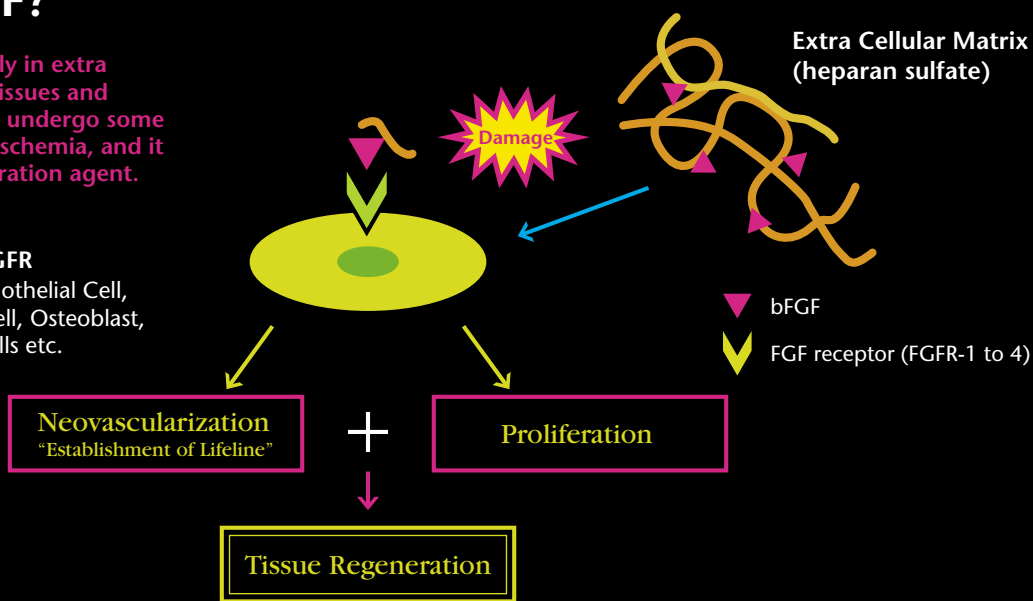 F?
ly in extra
issues and
undergo some
schemia, and it
ration agent.
GFR
othelial Cell,
ell, Osteoblast,
lls etc.
Damage
Extra Cellular Matrix
(heparan sulfate)
bFGF
FGF receptor (FGFR-1 to 4)
Neovascularization
“Establishment of Lifeline”
+
Proliferation
Tissue Regeneration